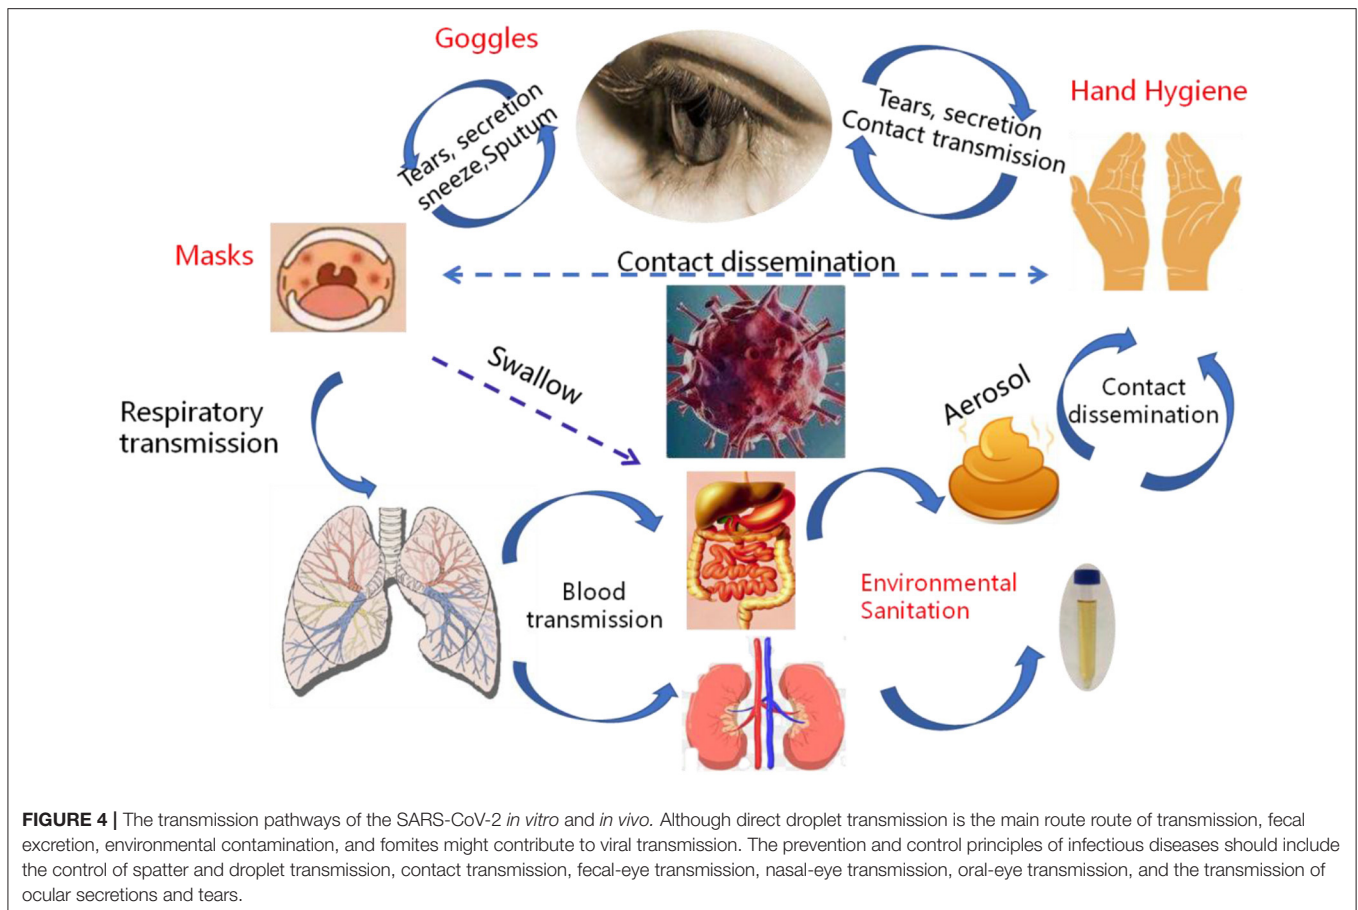 Goggles
Tears, secretion
sneeze,Sputum
Tears, secretion
Contact transmission
Hand Hygiene
Masks
Contact dissemination
Swallow
Respiratory
transmission
Aerosol
Contact
dissemination
Blood
transmission
Environmental
Sanitation
FIGURE 4 | The transmission pathways of the SARS-CoV-2 in vitro and in vivo. Although direct droplet transmission is the main route route of transmission, fecal
excretion, environmental contamination, and fomites might contribute to viral transmission. The prevention and control principles of infectious diseases should include
the control of spatter and droplet transmission, contact transmission, fecal-eye transmission, nasal-eye transmission, oral-eye transmission, and the transmission of
ocular secretions and tears.